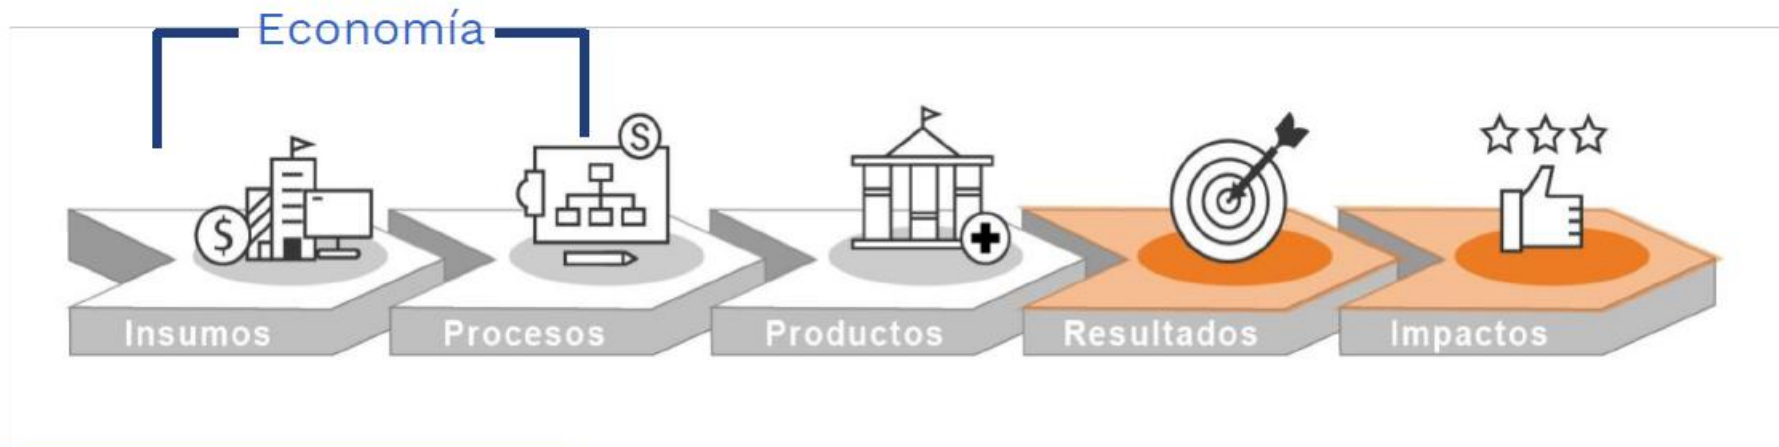 Economía
$
S
Insumos
Procesos
Productos
Resultados
Impactos